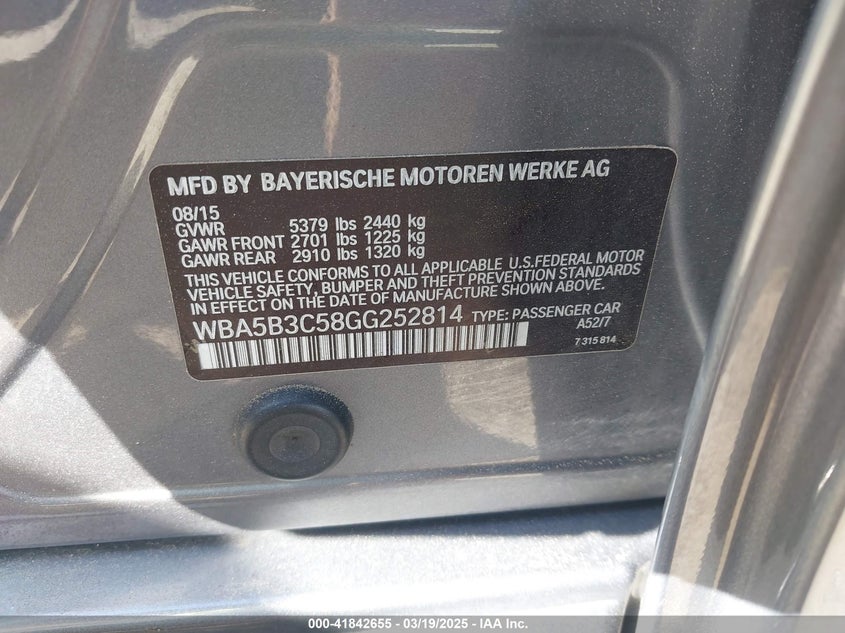 MFD BY BAYERISCHE MOTOREN WERKE AG
08/15
GVWR 5379 lbs 2440 kg
GAWR FRONT 2701 lbs 1225 kg
GAWR REAR 2910 lbs 1320 kg
THIS VEHICLE CONFORMS TO ALL APPLICABLE U.S.FEDERAL MOTOR
VEHICLE SAFETY, BUMPER AND THEFT PREVENTION STANDARDS
IN EFFECT ON THE DATE OF MANUFACTURE SHOWN ABOVE.
WBA5B3C58GG252814 TYPE: PASSENGER CAR
A52/7
7 315 814
000-41842655 - 03/19/2025 - IAA Inc.